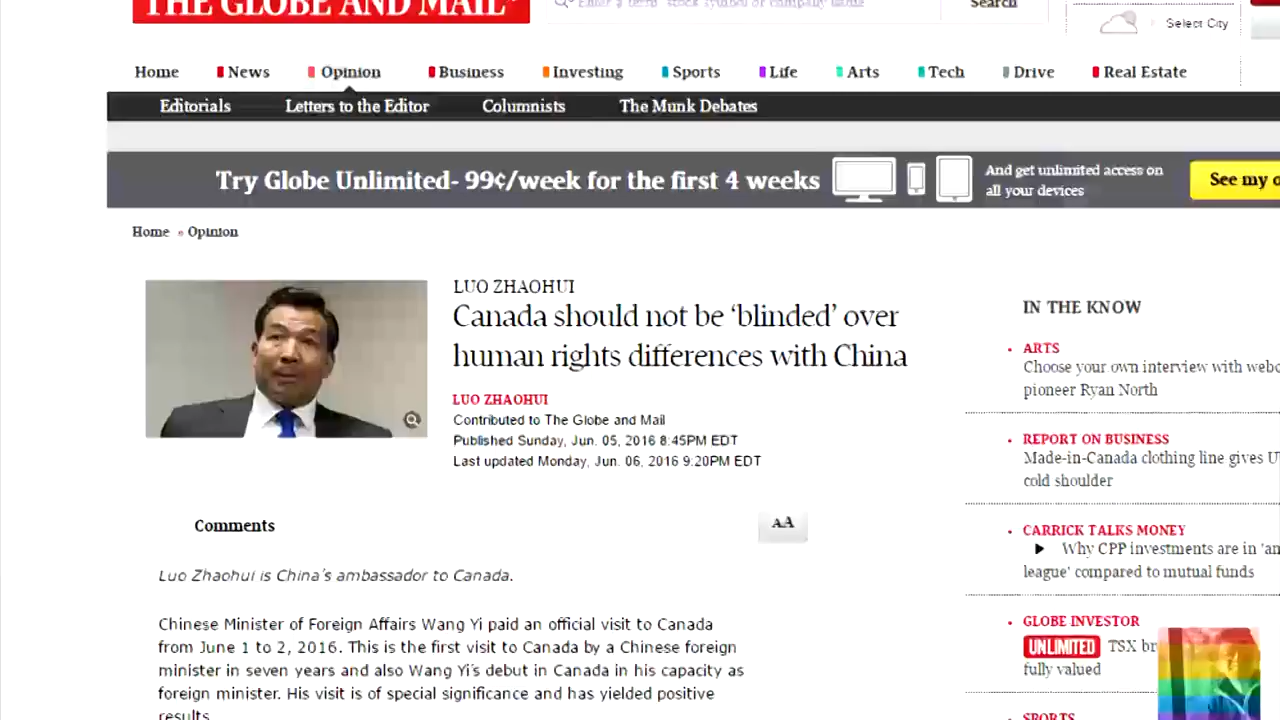 THE GLOBE AND MAIL*
Enter a term, stock symbol or company name
Search
Select City
Home
News
Opinion
Business
Investing
Sports
Life
Arts
Tech
Drive
Real Estate
Editorials
Letters to the Editor
Columnists
The Munk Debates
Try Globe Unlimited- 99¢/week for the first 4 weeks
And get unlimited access on
all your devices
See my o
Home » Opinion
LUO ZHAOHUI
Canada should not be ‘blinded’ over
human rights differences with China
LUO ZHAOHUI
Contributed to The Globe and Mail
Published Sunday, Jun. 05, 2016 8:45PM EDT
Last updated Monday, Jun. 06, 2016 9:20PM EDT
Comments
AA
Luo Zhaohui is China’s ambassador to Canada.
Chinese Minister of Foreign Affairs Wang Yi paid an official visit to Canada
from June 1 to 2, 2016. This is the first visit to Canada by a Chinese foreign
minister in seven years and also Wang Yi’s debut in Canada in his capacity as
foreign minister. His visit is of special significance and has yielded positive
results.
IN THE KNOW
• ARTS
Choose your own interview with webc
pioneer Ryan North
• REPORT ON BUSINESS
Made-in-Canada clothing line gives U
cold shoulder
• CARRICK TALKS MONEY
Why CPP investments are in 'an
league' compared to mutual funds
• GLOBE INVESTOR
UNLIMITED TSX br
fully valued
• SPORTS